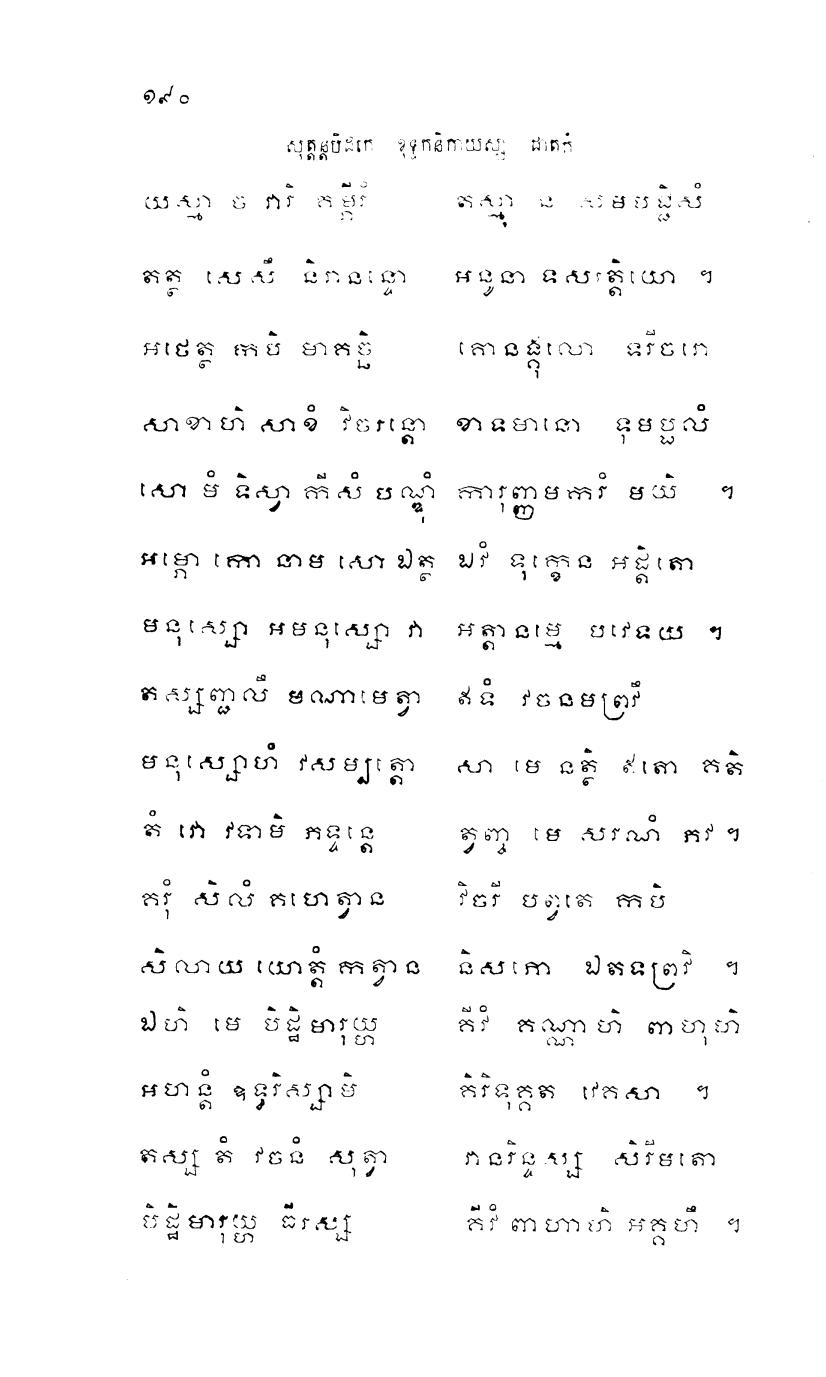 ១៩០
សុត្តន្តបិដកេ ខុទ្ទកនិកាយស្ស ជាតកំ
យស្មា ច វារិ គម្ភីរំ តស្មា ន សមបជ្ជិសំ
តត្ថ សេសឹ និរានន្ទោ អនូនា ទសរត្តិយោ ។
អថេត្ថ កបិ មាគច្ឆិ គោនង្គុលោ ទរីចរោ
សាខាហិ សាខំ វិចរន្តោ ខាទមានោ ទុមប្ផលំ
សោ មំ ទិស្វា កីសំ បណ្ឌុំ ការុញ្ញមករំ មយិ ។
អម្ភោ កោ នាម សោ ឯត្ថ ឯវំ ទុក្ខេន អដ្ដិតោ
មនុស្សោ អមនុស្សោ វា អត្តានម្មេ បវេទយ ។
តស្សញ្ជលឹ បណាមេត្វា ឥទំ វចនមព្រវឹ
មនុស្សោហំ វសម្បត្តោ សា មេ នត្ថិ ឥតោ គតិ
តំ វោ វទាមិ ភទ្ទន្តេ ត្វញ្ច មេ សរណំ ភវ ។
គរុំ សិលំ គហេត្វាន វិចរី បព្វតេ កបិ
សិលាយ យោត្តំ កត្វាន និសភោ ឯតទព្រវិ ។
ឯហិ មេ បិដ្ឋិមារុយ្ហ គីវំ គណ្ហាហិ ពាហុហិ
អហន្តំ ឧទ្ធរិស្សាមិ គិរិទុគ្គត វេគសា ។
តស្ស តំ វចនំ សុត្វា វានរិន្ទស្ស សិរីមតោ
បិដ្ឋិមារុយ្ហ ធីរស្ស គីវំ ពាហាហិ អគ្គហឹ ។